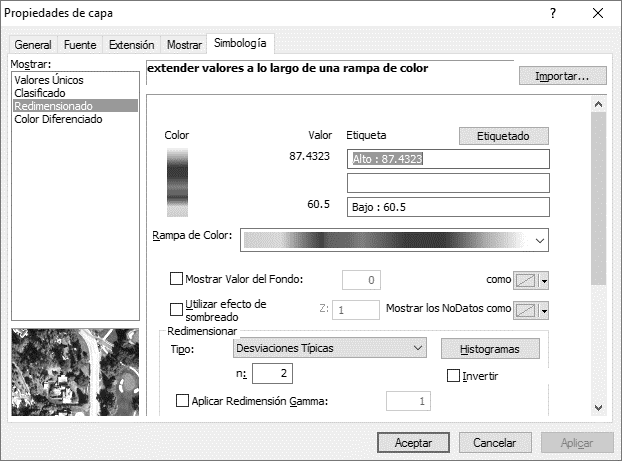 Propiedades de capa
General Fuente Extensión Mostrar Simbología
Mostrar:
Valores Únicos
Clasificado
Redimensionado
Color Diferenciado
extender valores a lo largo de una rampa de color
Importar...
Color Valor Etiqueta Etiquetado
87.4323 Alto : 87.4323
60.5 Bajo : 60.5
Rampa de Color:
Mostrar Valor del Fondo: 0 como
Utilizar efecto de sombreado Z: 1 Mostrar los NoDatos como
Redimensionar
Tipo: Desviaciones Típicas Histogramas
n: 2 Invertir
Aplicar Redimensión Gamma: 1
Aceptar Cancelar Aplicar